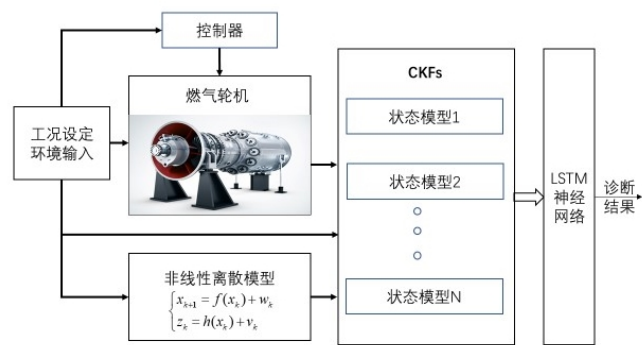 控制器
燃气轮机
工况设定
环境输入
CKFs
状态模型1
状态模型2
状态模型N
非线性离散模型
x_{k+1} = f(x_k) + w_k
z_k = h(x_k) + v_k
LSTM
神经
网络
诊断
结果